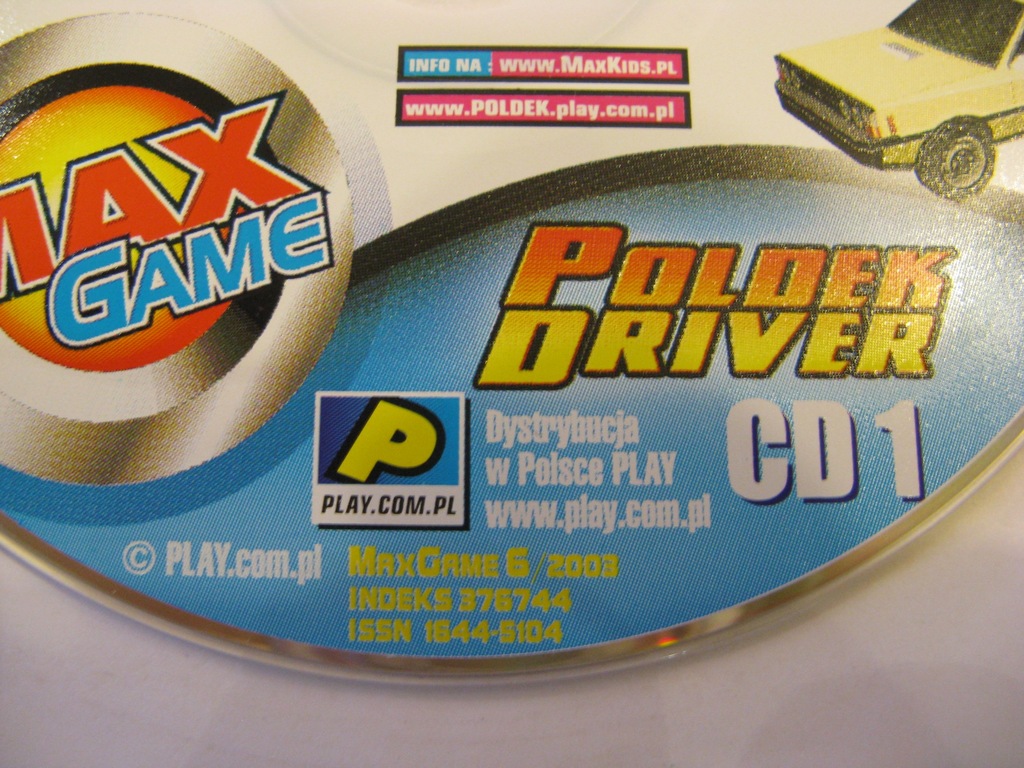 INFO NA : www.MaxKids.pl
www.POLDEK.play.com.pl
MAX
GAME
POLDEK
DRIVER
CD 1
P
PLAY.COM.PL
Dystrybucja
w Polsce PLAY
www.play.com.pl
© PLAY.com.pl
MAXGAME 6/2003
INDEKS 376744
ISSN 1644-5104